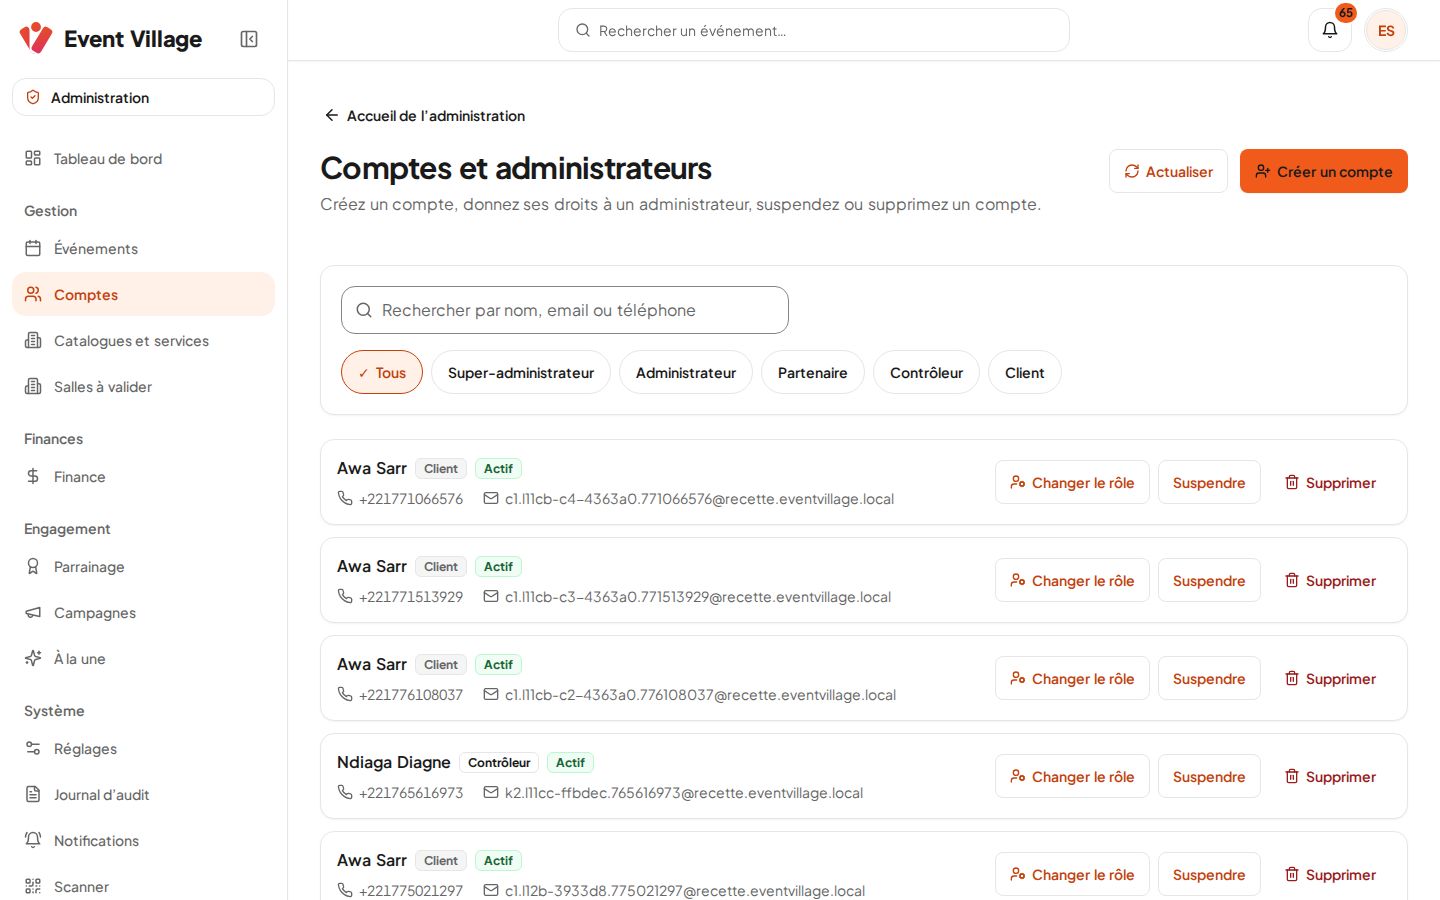 Event Village
Rechercher un événement…
65
ES
Administration
Tableau de bord
Gestion
Événements
Comptes
Catalogues et services
Salles à valider
Finances
Finance
Engagement
Parrainage
Campagnes
À la une
Système
Réglages
Journal d’audit
Notifications
Scanner
Accueil de l’administration
Comptes et administrateurs
Créez un compte, donnez ses droits à un administrateur, suspendez ou supprimez un compte.
Actualiser
Créer un compte
Rechercher par nom, email ou téléphone
✓ Tous Super-administrateur Administrateur Partenaire Contrôleur Client
Awa Sarr Client Actif
+221771066576 c1.l11cb-c4-4363a0.771066576@recette.eventvillage.local
Changer le rôle Suspendre Supprimer
Awa Sarr Client Actif
+221771513929 c1.l11cb-c3-4363a0.771513929@recette.eventvillage.local
Changer le rôle Suspendre Supprimer
Awa Sarr Client Actif
+221776108037 c1.l11cb-c2-4363a0.776108037@recette.eventvillage.local
Changer le rôle Suspendre Supprimer
Ndiaga Diagne Contrôleur Actif
+221765616973 k2.l11cc-ffbdec.765616973@recette.eventvillage.local
Changer le rôle Suspendre Supprimer
Awa Sarr Client Actif
+221775021297 c1.l12b-3933d8.775021297@recette.eventvillage.local
Changer le rôle Suspendre Supprimer